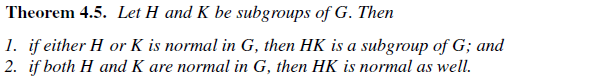 Theorem 4.5. Let H and K be subgroups of G. Then
1. if either H or K is normal in G, then HK is a subgroup of G; and
2. if both H and K are normal in G, then HK is normal as well.